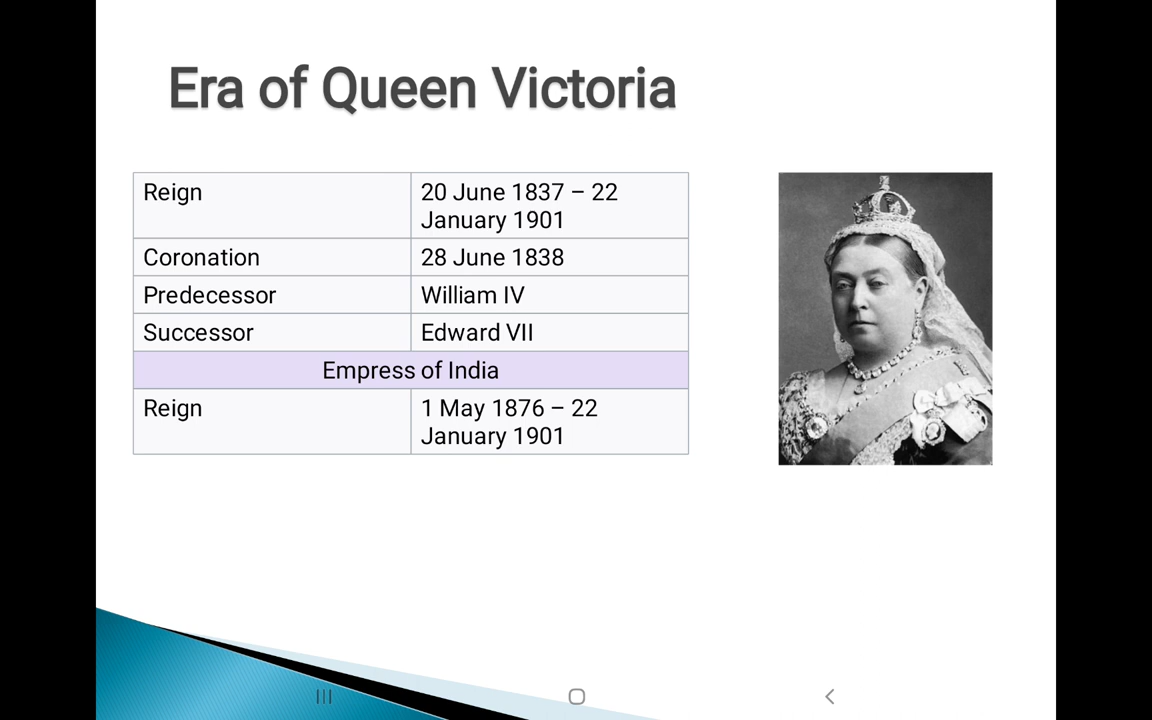 Era of Queen Victoria
Reign 20 June 1837 – 22
January 1901
Coronation 28 June 1838
Predecessor William IV
Successor Edward VII
Empress of India
Reign 1 May 1876 – 22
January 1901